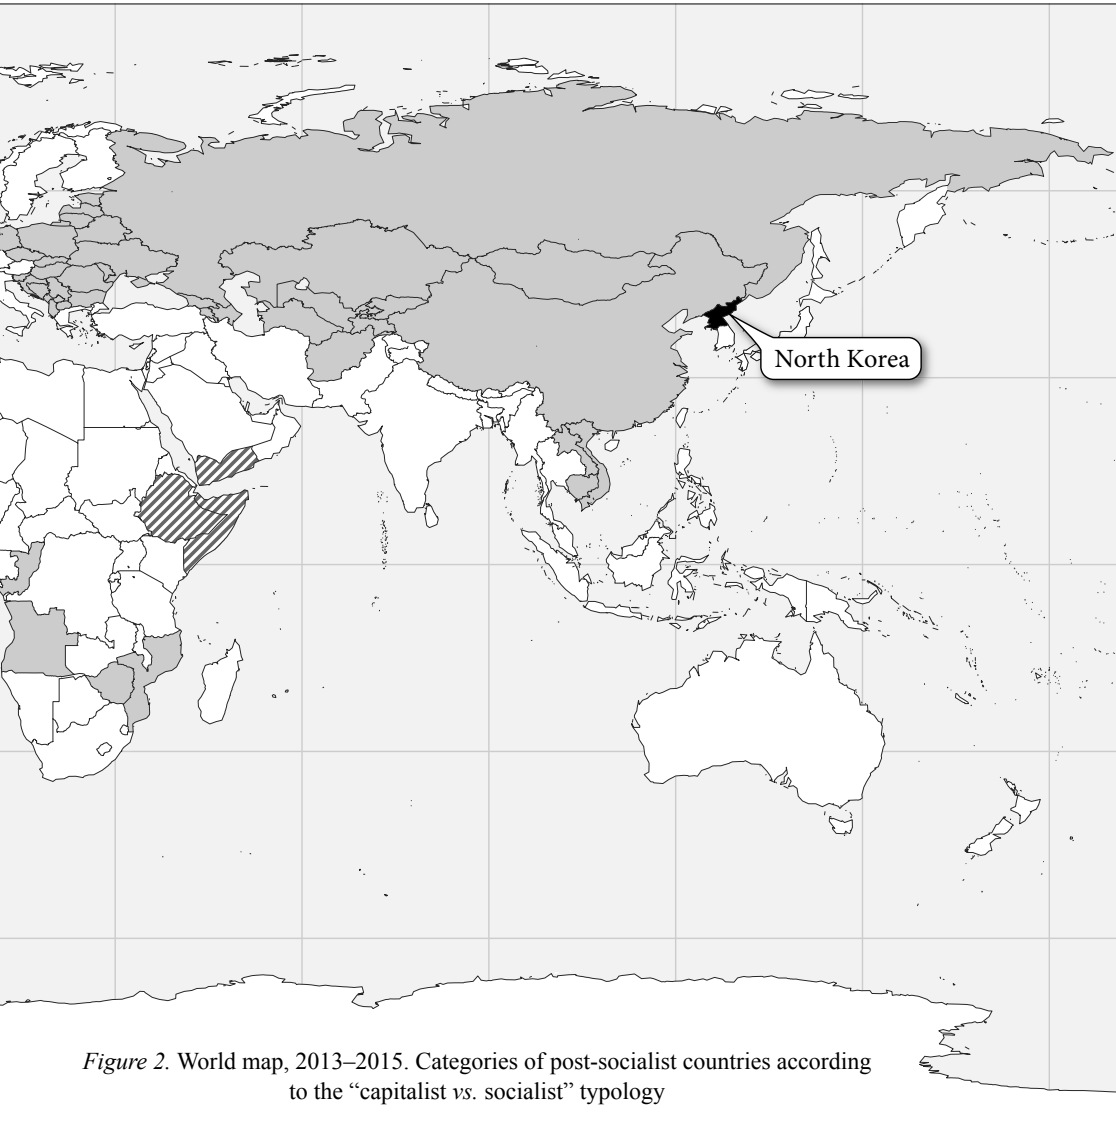 North Korea
Figure 2. World map, 2013–2015. Categories of post-socialist countries according
to the “capitalist vs. socialist” typology